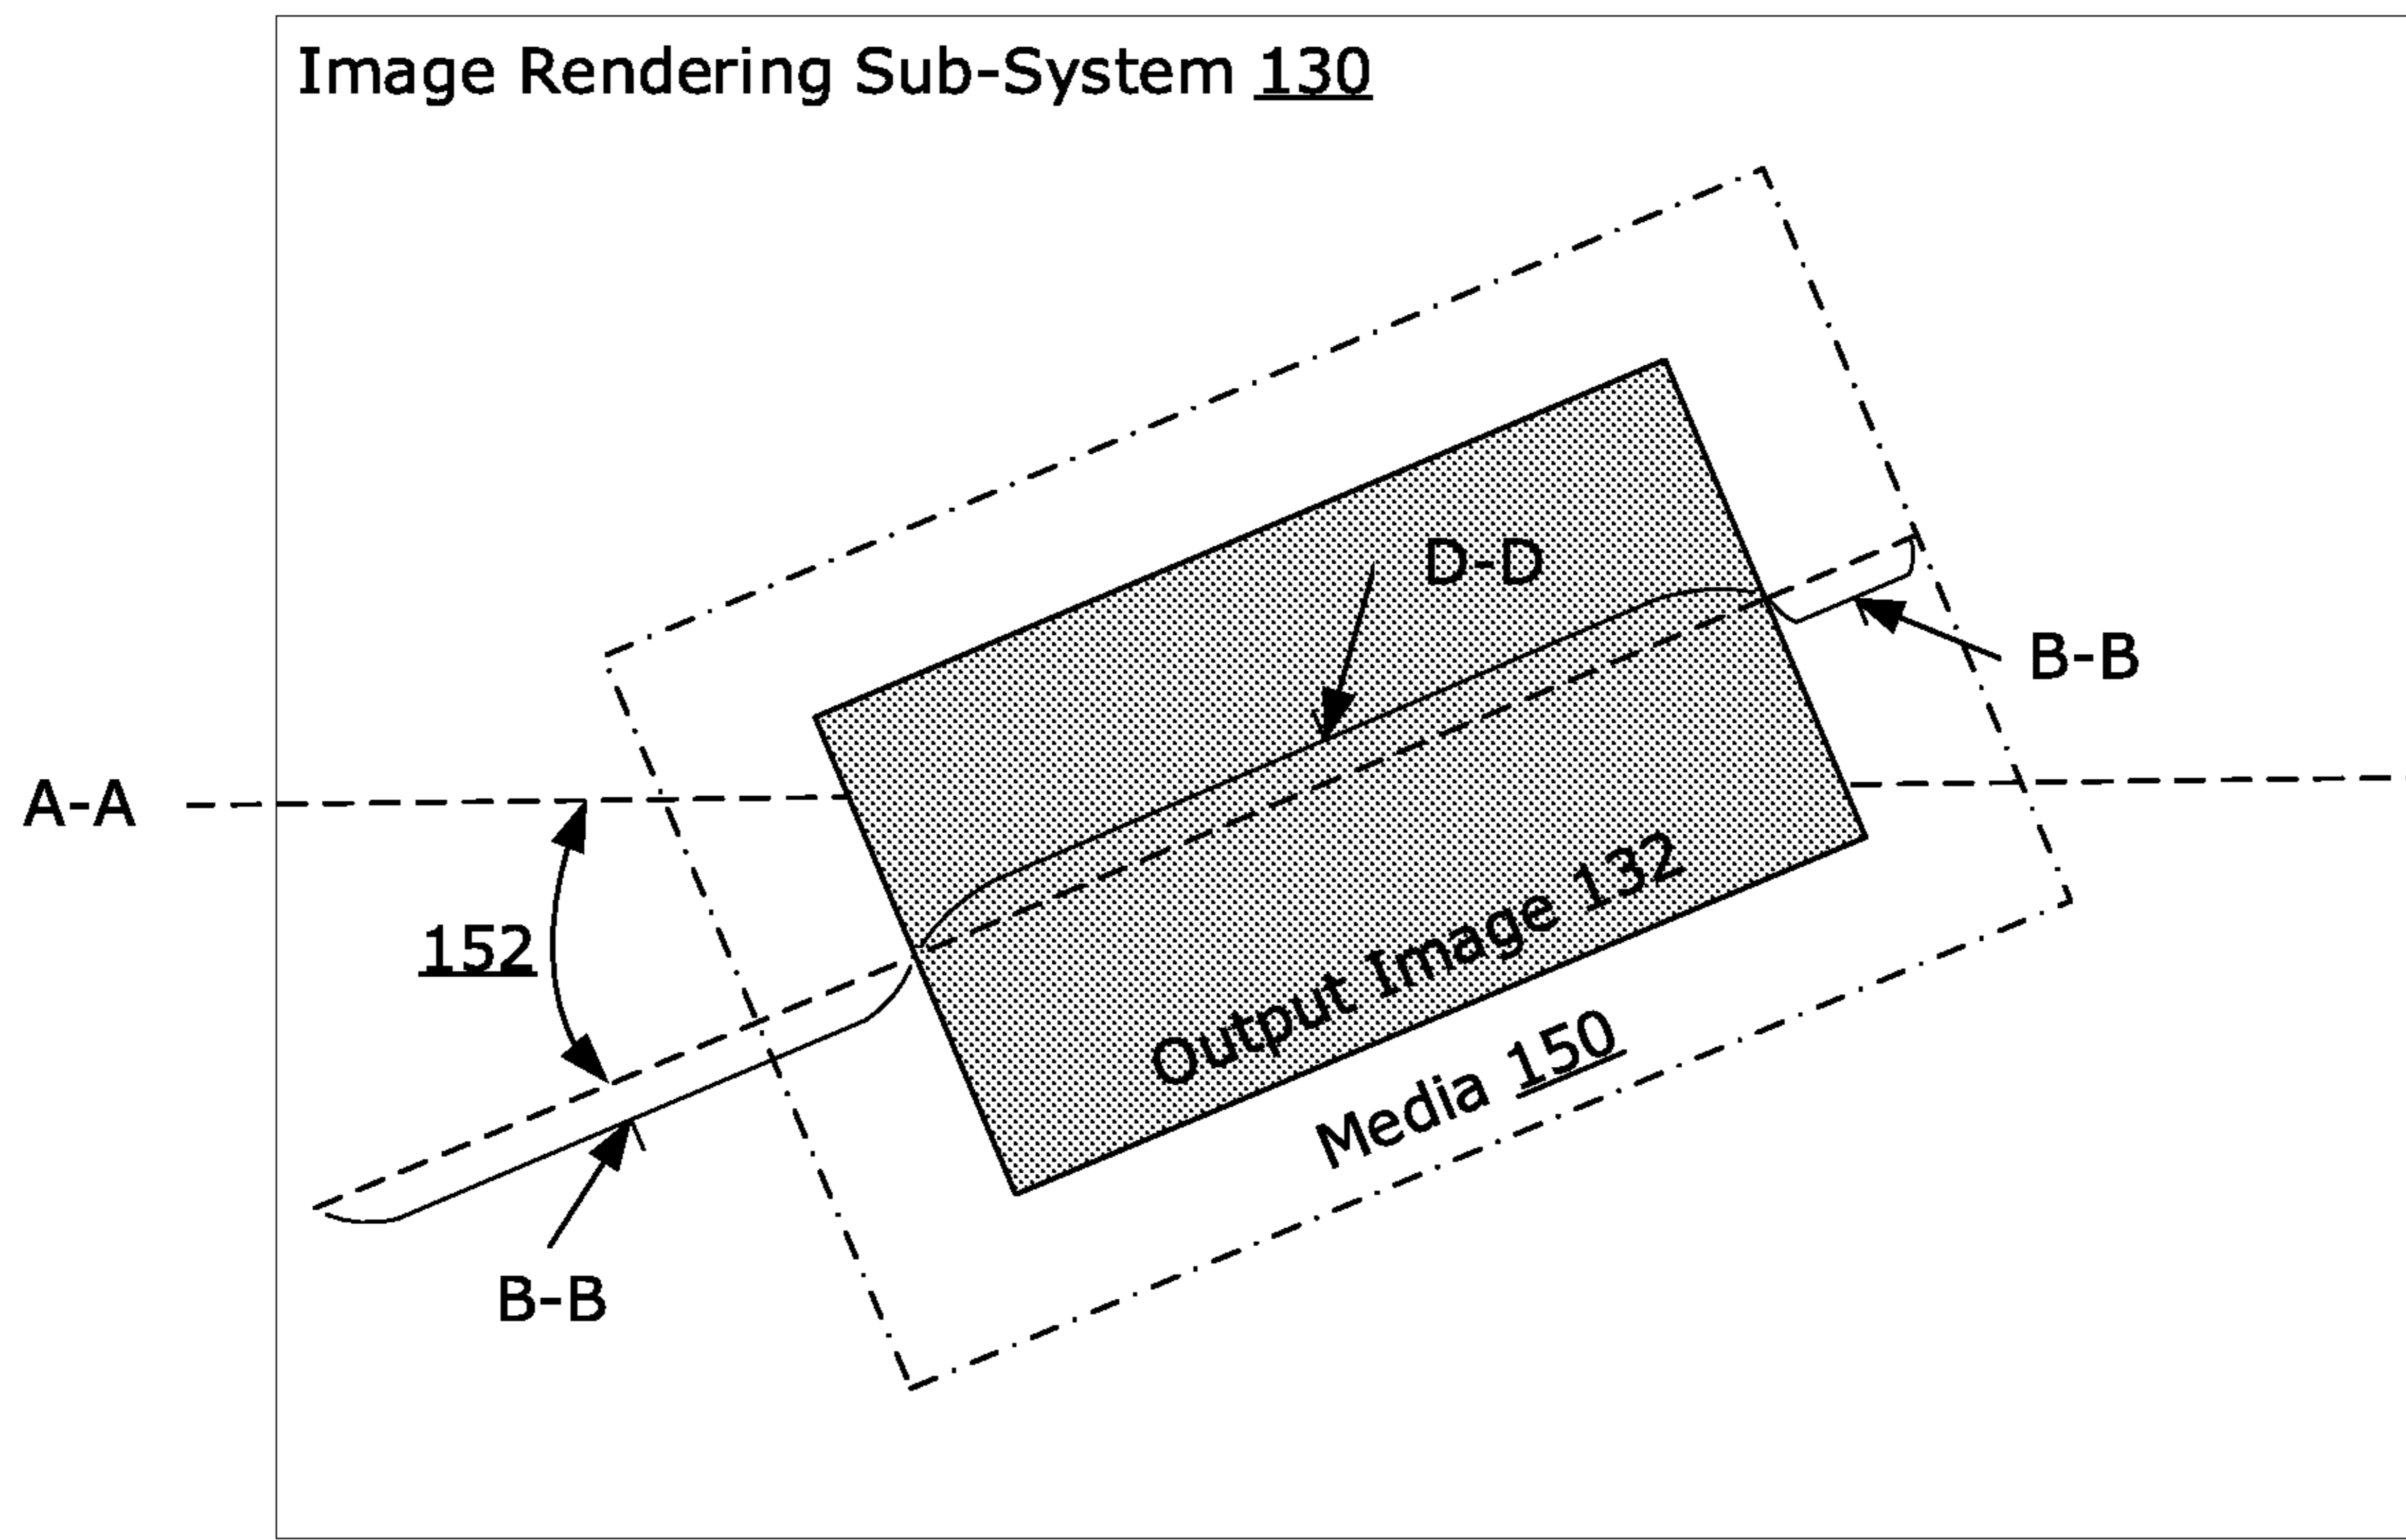 Image Rendering Sub-System 130
D-D
B-B
A-A
152
Output Image 132
Media 150
B-B